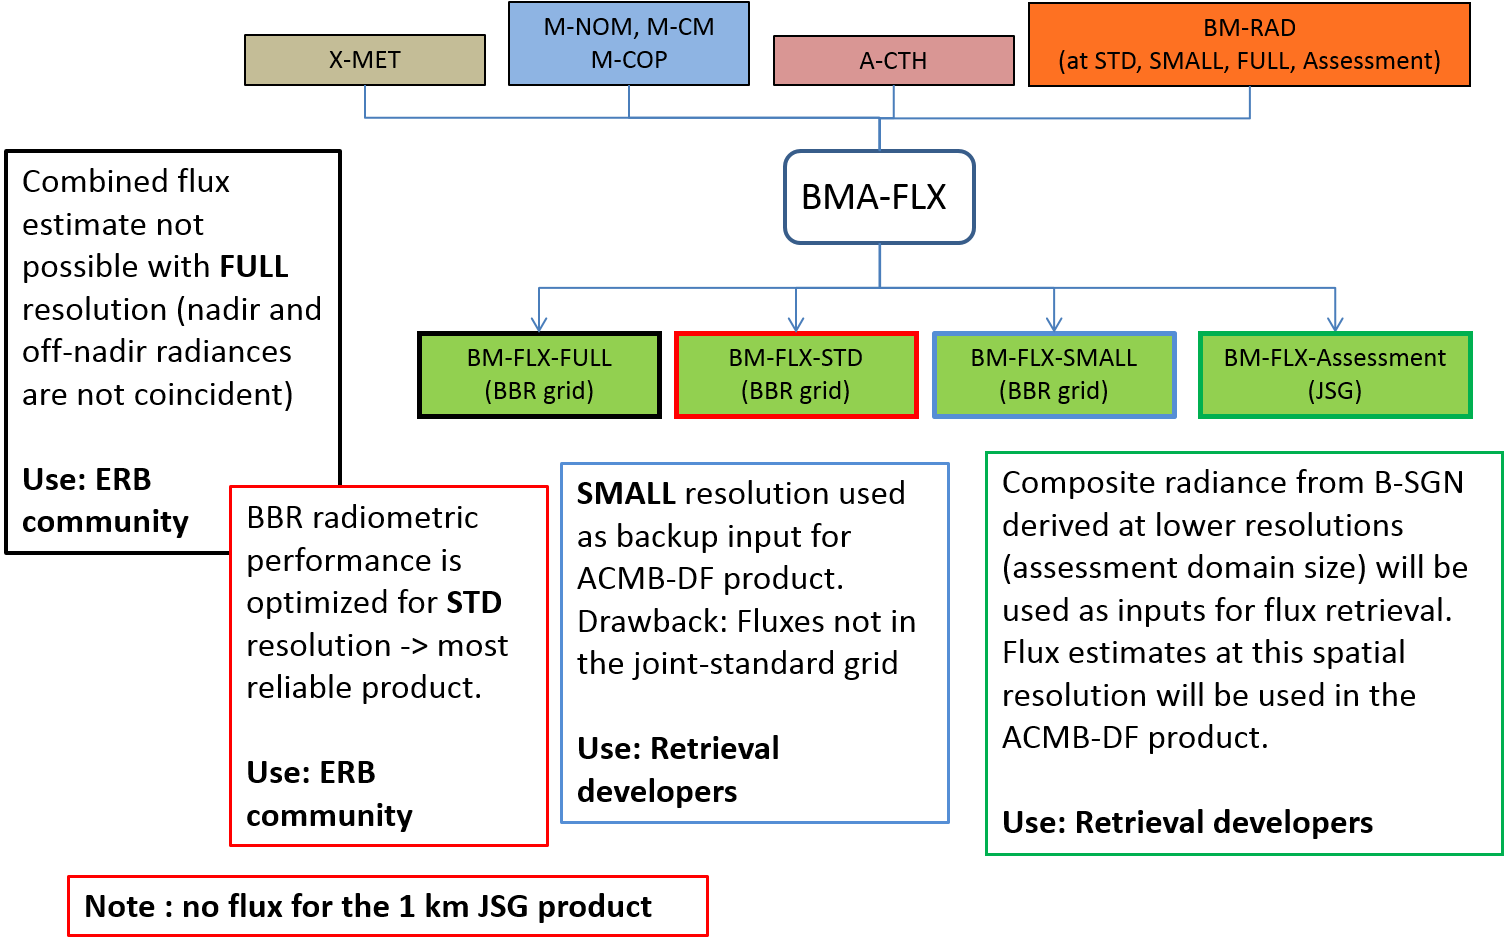 X-MET
M-NOM, M-CM
M-COP
A-CTH
BM-RAD
(at STD, SMALL, FULL, Assessment)
BMA-FLX
BM-FLX-FULL
(BBR grid)
BM-FLX-STD
(BBR grid)
BM-FLX-SMALL
(BBR grid)
BM-FLX-Assessment
(JSG)
Combined flux
estimate not
possible with FULL
resolution (nadir and
off-nadir radiances
are not coincident)
Use: ERB
community
BBR radiometric
performance is
optimized for STD
resolution -> most
reliable product.
Use: ERB
community
SMALL resolution used
as backup input for
ACMB-DF product.
Drawback: Fluxes not in
the joint-standard grid
Use: Retrieval
developers
Composite radiance from B-SGN
derived at lower resolutions
(assessment domain size) will be
used as inputs for flux retrieval.
Flux estimates at this spatial
resolution will be used in the
ACMB-DF product.
Use: Retrieval developers
Note : no flux for the 1 km JSG product